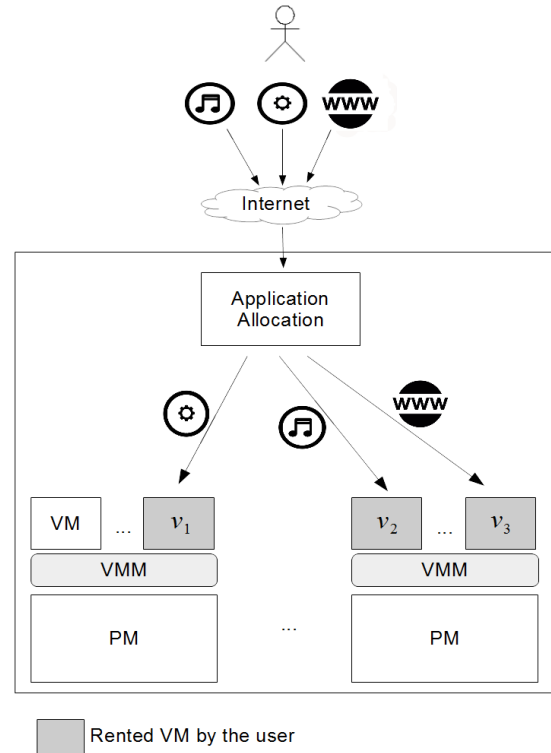 WWW
Internet
Application
Allocation
WWW
VM
...
v₁
v₂
...
v₃
VMM
VMM
PM
...
PM
Rented VM by the user